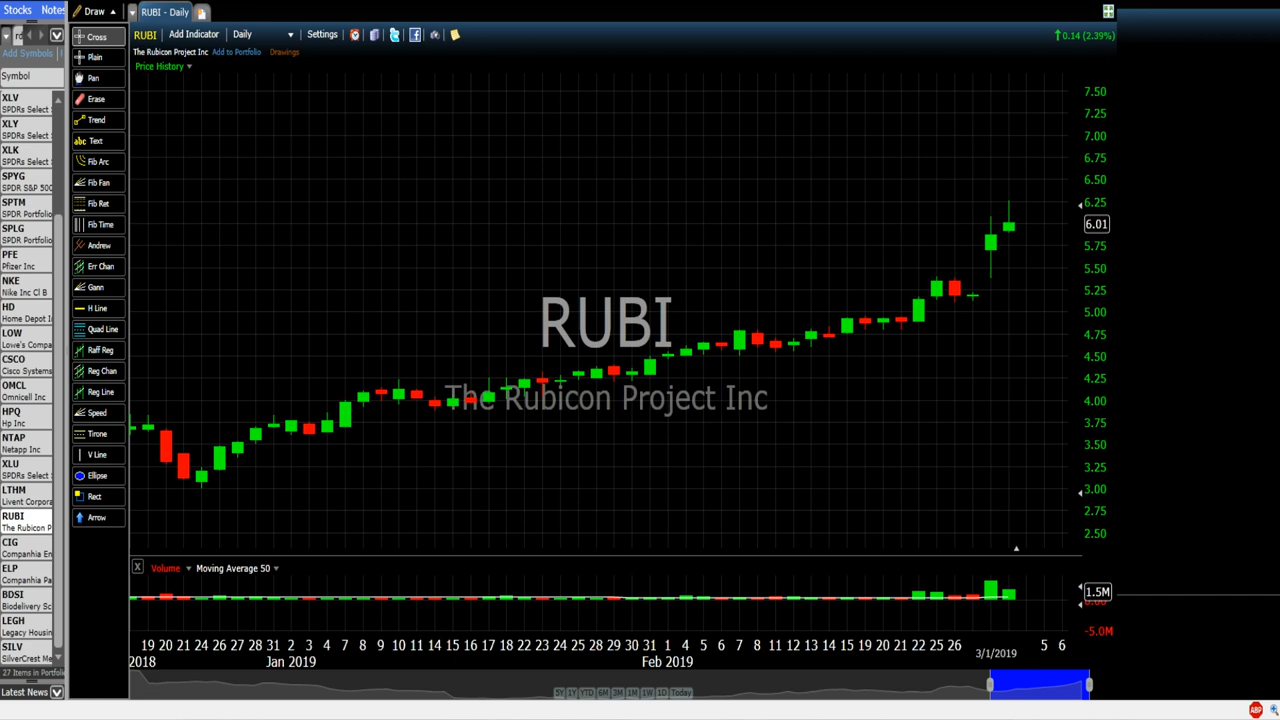 Stocks Notes
Draw
RUBI - Daily
RUBI Add Indicator Daily Settings
0.14 (2.39%)
The Rubicon Project Inc Add to Portfolio Drawings
Price History
Add Symbols
Symbol
XLV
SPDRs Select
XLY
SPDRs Select
XLK
SPDRs Select
SPYG
SPDR S&P 500
SPTM
SPDR Portfolio
SPLG
SPDR Portfolio
PFE
Pfizer Inc
NKE
Nike Inc Cl B
HD
Home Depot I
LOW
Lowe's Compa
CSCO
Cisco Systems
OMCL
Omnicell Inc
HPQ
Hp Inc
NTAP
Netapp Inc
XLU
SPDRs Select
LTHM
Livent Corpora
RUBI
The Rubicon P
CIG
Companhia En
ELP
Companhia Pa
BDSI
Biodelivery Sc
LEGH
Legacy Housin
SILV
SilverCrest Me
27 Items in Portfolio
Latest News
Cross
Plain
Pan
Erase
Trend
abc Text
Fib Arc
Fib Fan
Fib Ret
Fib Time
Andrew
Err Chan
Gann
H Line
Quad Line
Raff Reg
Reg Chan
Reg Line
Speed
Tirone
V Line
Ellipse
Rect
Arrow
RUBI
The Rubicon Project Inc
7.50
7.25
7.00
6.75
6.50
6.25
6.01
5.75
5.50
5.25
5.00
4.75
4.50
4.25
4.00
3.75
3.50
3.25
3.00
2.75
2.50
X Volume Moving Average 50
1.5M
-5.0M
19 20 21 24 26 27 28 31 2 3 4 7 8 9 10 11 14 15 16 17 18 22 23 24 25 28 29 30 31 4 5 6 7 8 11 12 13 14 15 19 20 21 22 25 26 5 6
3/1/2019
2018 Jan 2019 Feb 2019
5Y 1Y YTD 6M 3M 1M 1W 1D Today
ABP